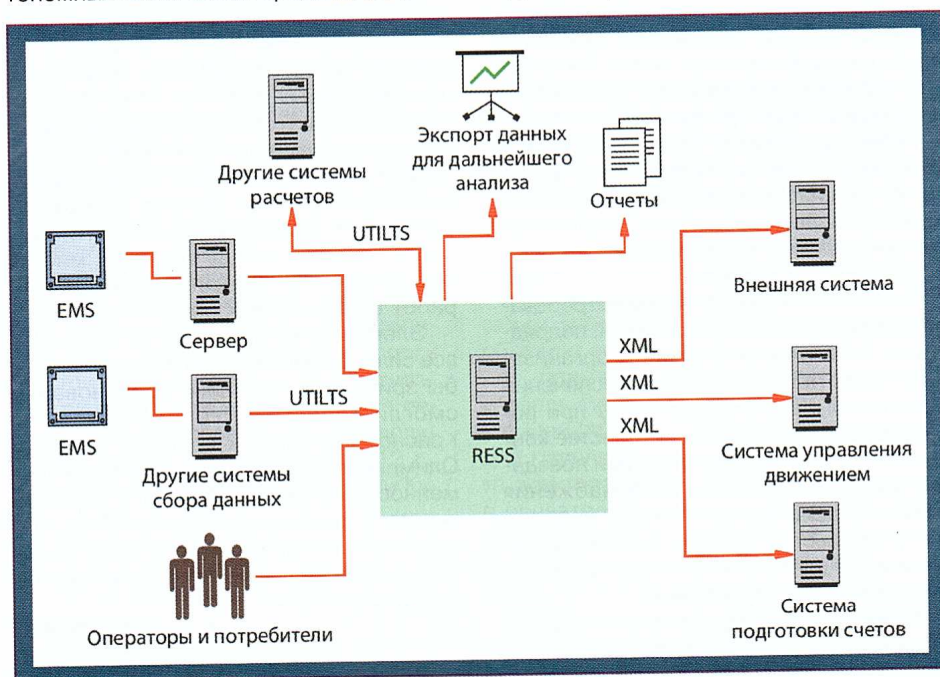 Экспорт данных
для дальнейшего
анализа
Другие системы
расчетов
Отчеты
UTILTS
EMS
Сервер
Внешняя система
XML
XML
XML
EMS
UTILTS
RESS
Другие системы
сбора данных
Система управления
движением
Операторы и потребители
Система
подготовки счетов